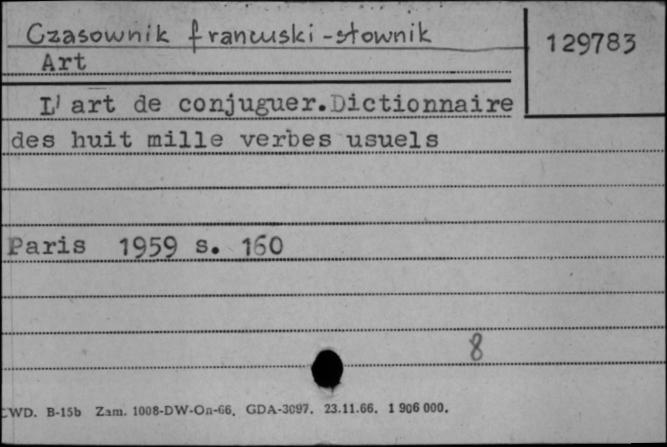 Czasownik francuski - słownik
129783
Art
L'art de conjuguer. Dictionnaire
des huit mille verbes usuels
Paris 1959 s. 160
8
LWD. B-15b Zam. 1008-DW-On-66. GDA-3097. 23.11.66. 1 906 000.